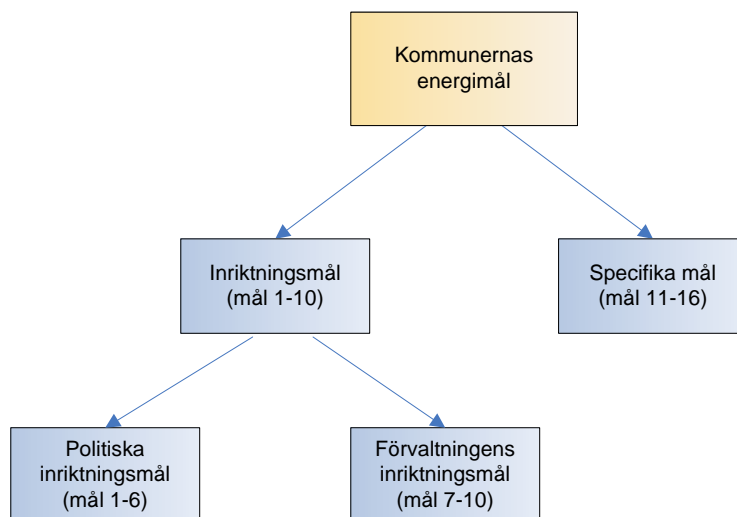 Kommunernas
energimål
Inriktningsmål
(mål 1-10)
Specifika mål
(mål 11-16)
Politiska
inriktningsmål
(mål 1-6)
Förvaltningens
inriktningsmål
(mål 7-10)